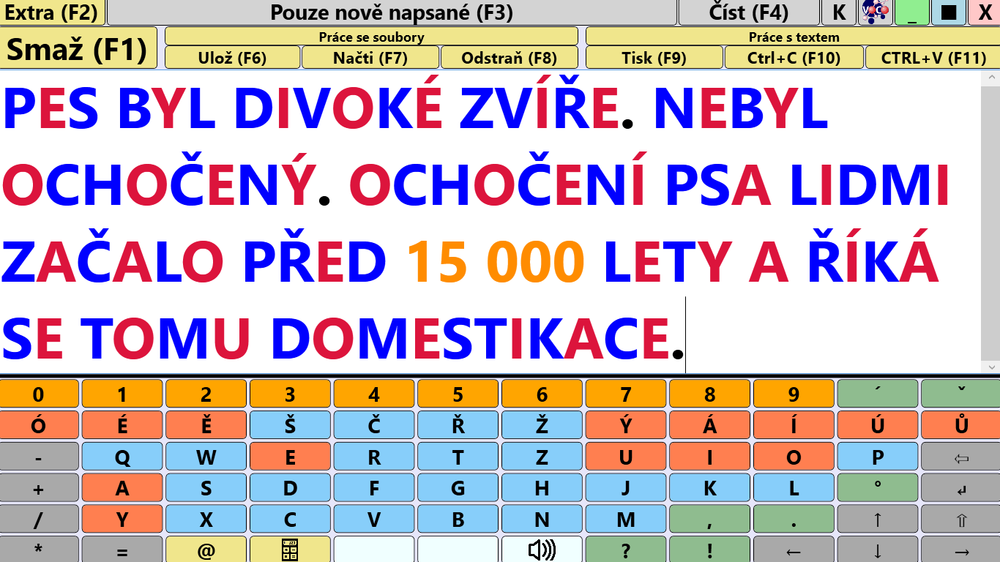 Extra (F2) Pouze nově napsané (F3) Číst (F4) K VOCO _ X
Smaž (F1) Práce se soubory Práce s textem
Ulož (F6) Načti (F7) Odstraň (F8) Tisk (F9) Ctrl+C (F10) CTRL+V (F11)
PES BYL DIVOKÉ ZVÍŘE. NEBYL
OCHOČENÝ. OCHOČENÍ PSA LIDMI
ZAČALO PŘED 15 000 LETY A ŘÍKÁ
SE TOMU DOMESTIKACE.
0 1 2 3 4 5 6 7 8 9 ´ ˇ
Ó É Ě Š Č Ř Ž Ý Á Í Ú Ů
- Q W E R T Z U I O P ⇦
+ A S D F G H J K L ° ↲
/ Y X C V B N M , . ↑ ⇧
* = @ ? ! ← ↓ →